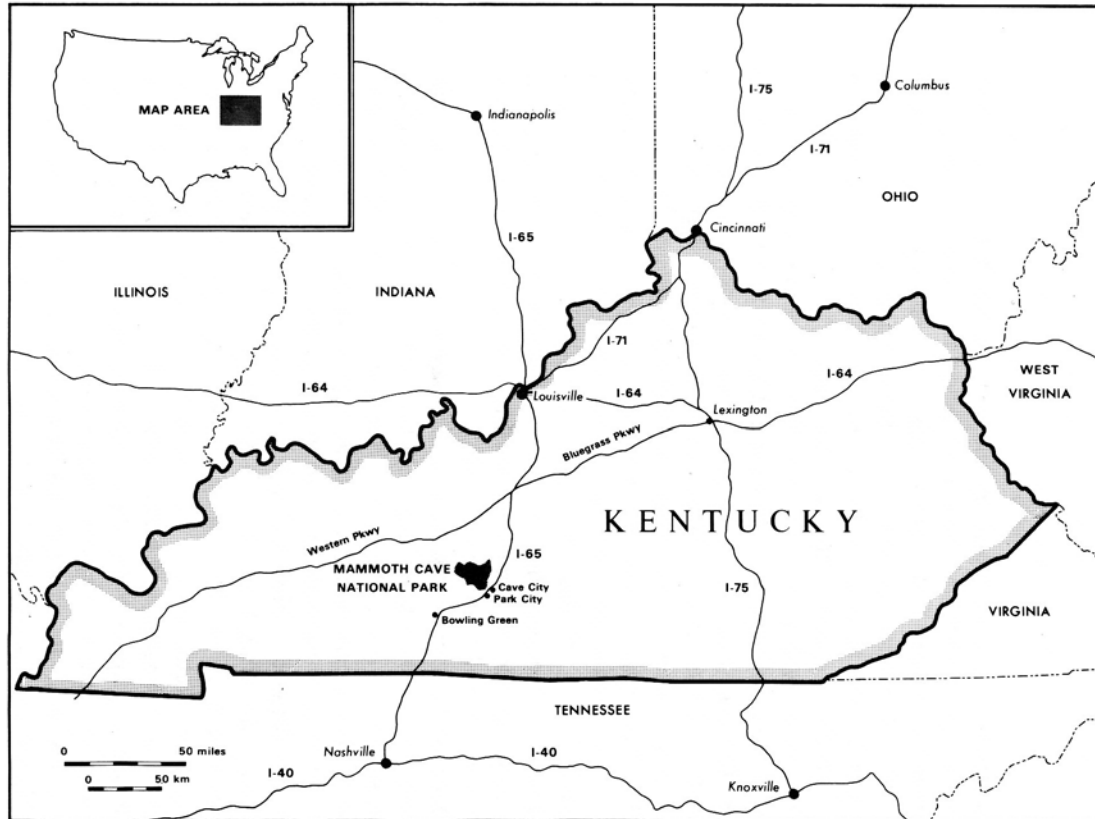 MAP AREA
I-75
Columbus
Indianapolis
I-71
OHIO
Cincinnati
I-65
ILLINOIS
INDIANA
I-71
I-64
I-64
WEST
VIRGINIA
I-64
Louisville
Lexington
Bluegrass Pkwy
KENTUCKY
Western Pkwy
I-65
MAMMOTH CAVE
NATIONAL PARK
Cave City
Park City
I-75
Bowling Green
VIRGINIA
TENNESSEE
0 50 miles
0 50 km
Nashville
I-40
I-40
Knoxville